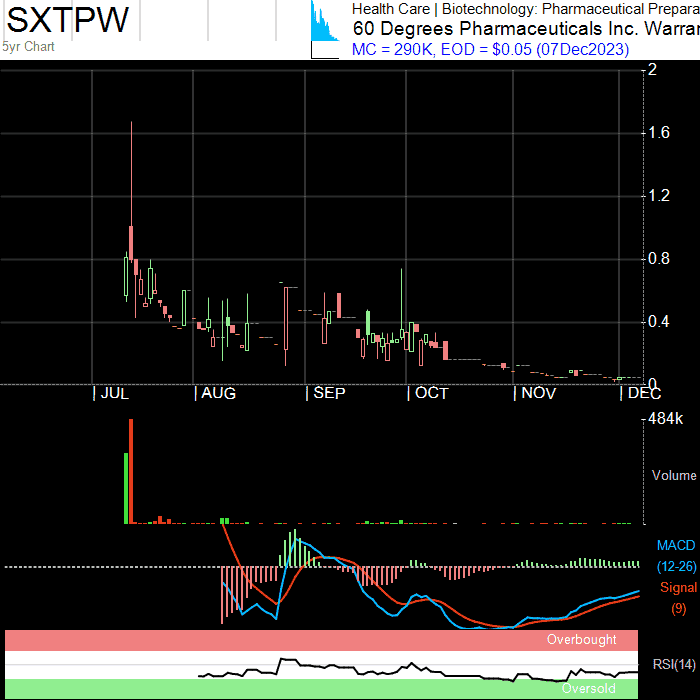 SXTPW
5yr Chart
Health Care | Biotechnology: Pharmaceutical Prepara
60 Degrees Pharmaceuticals Inc. Warran
MC = 290K, EOD = $0.05 (07Dec2023)
2
1.6
1.2
0.8
0.4
0
| JUL | AUG | SEP | OCT | NOV | DEC
484k
Volume
MACD
(12-26)
Signal
(9)
Overbought
RSI(14)
Oversold